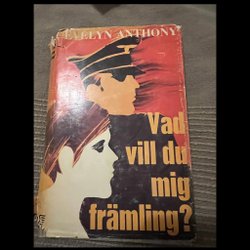 EVELYN ANTHONY
Vad
vill du
mig
främling?